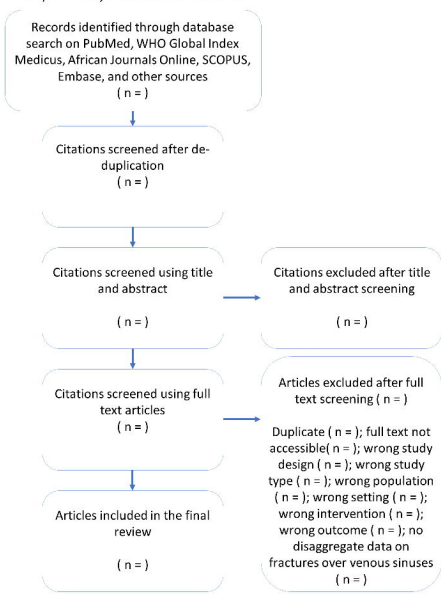 Records identified through database
search on PubMed, WHO Global Index
Medicus, African Journals Online, SCOPUS,
Embase, and other sources
( n = )
Citations screened after de-
duplication
( n = )
Citations screened using title
and abstract
( n = )
Citations excluded after title
and abstract screening
( n = )
Citations screened using full
text articles
( n = )
Articles excluded after full
text screening ( n = )
Duplicate ( n = ); full text not
accessible( n = ); wrong study
design ( n = ); wrong study
type ( n = ); wrong population
( n = ); wrong setting ( n = );
wrong intervention ( n = );
wrong outcome ( n = ); no
disaggregate data on
fractures over venous sinuses
( n = )
Articles included in the final
review
( n = )